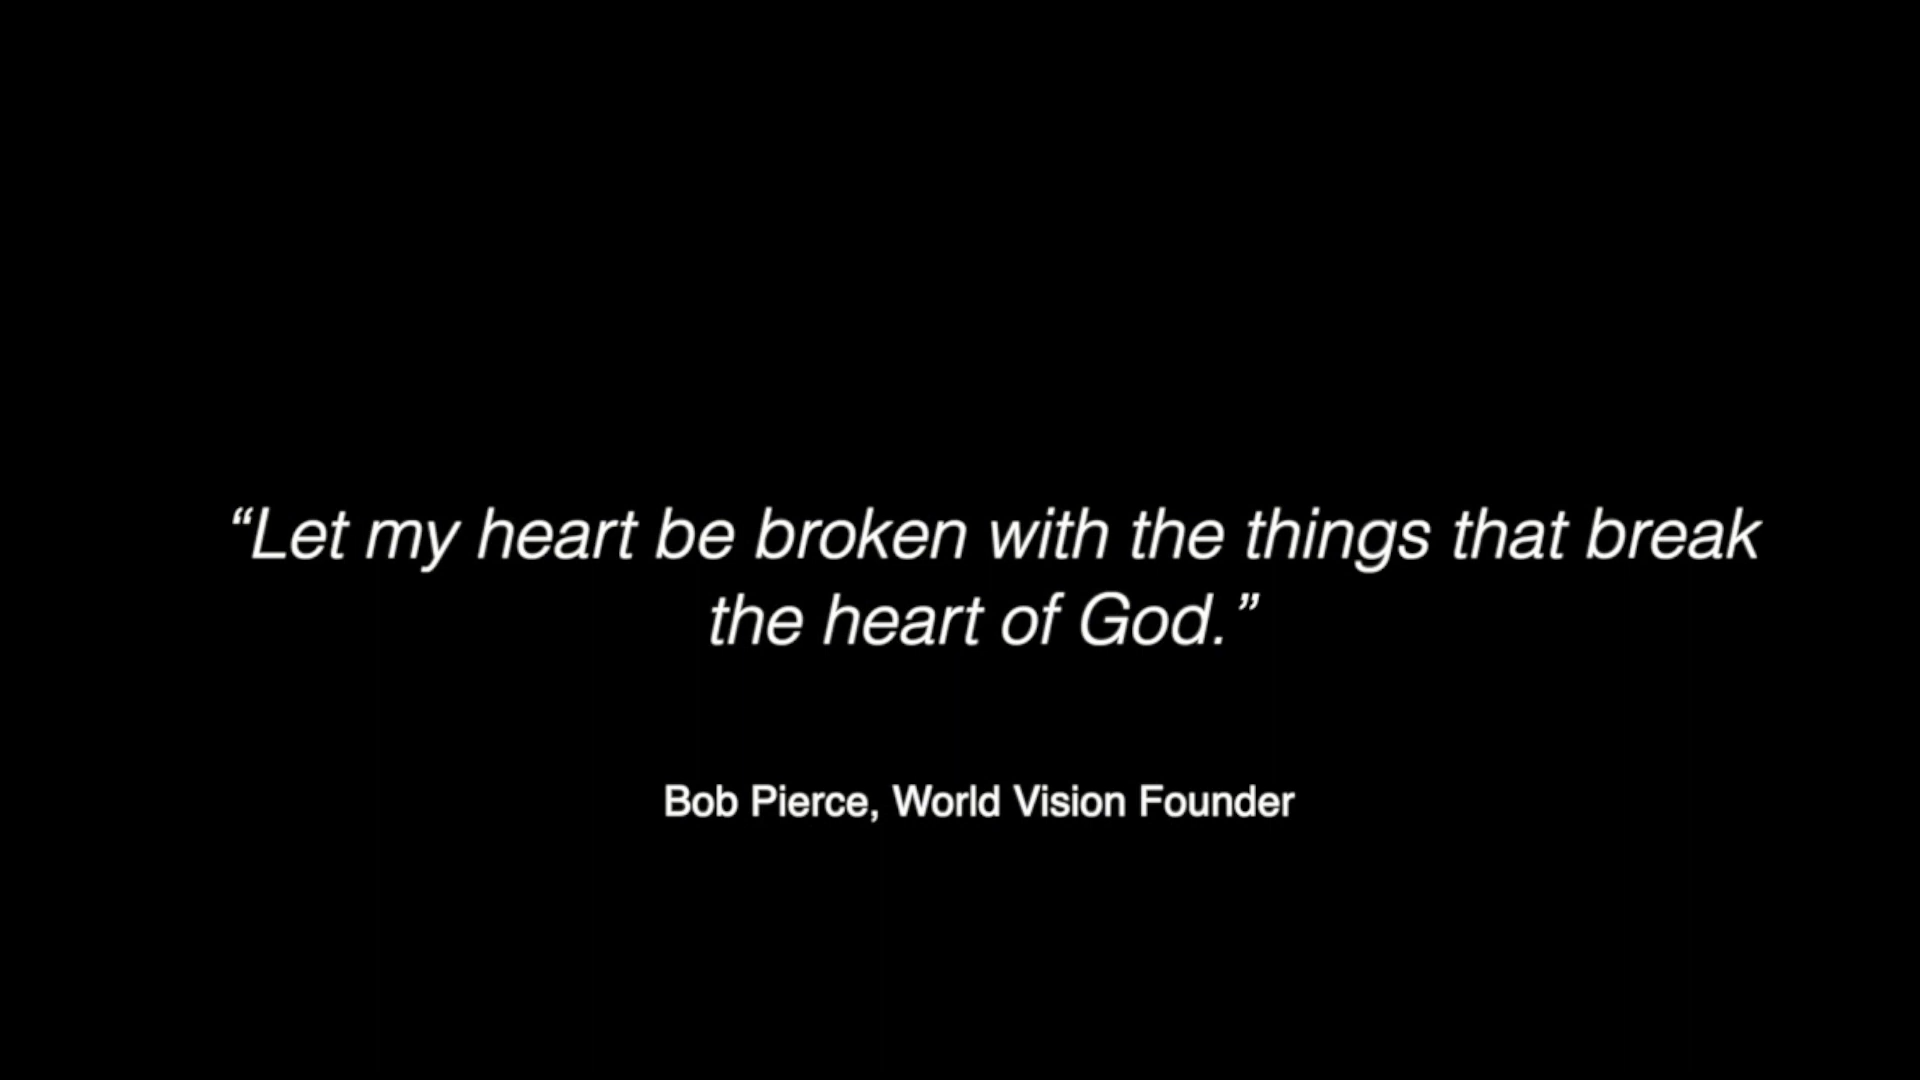 “Let my heart be broken with the things that break
the heart of God.”
Bob Pierce, World Vision Founder